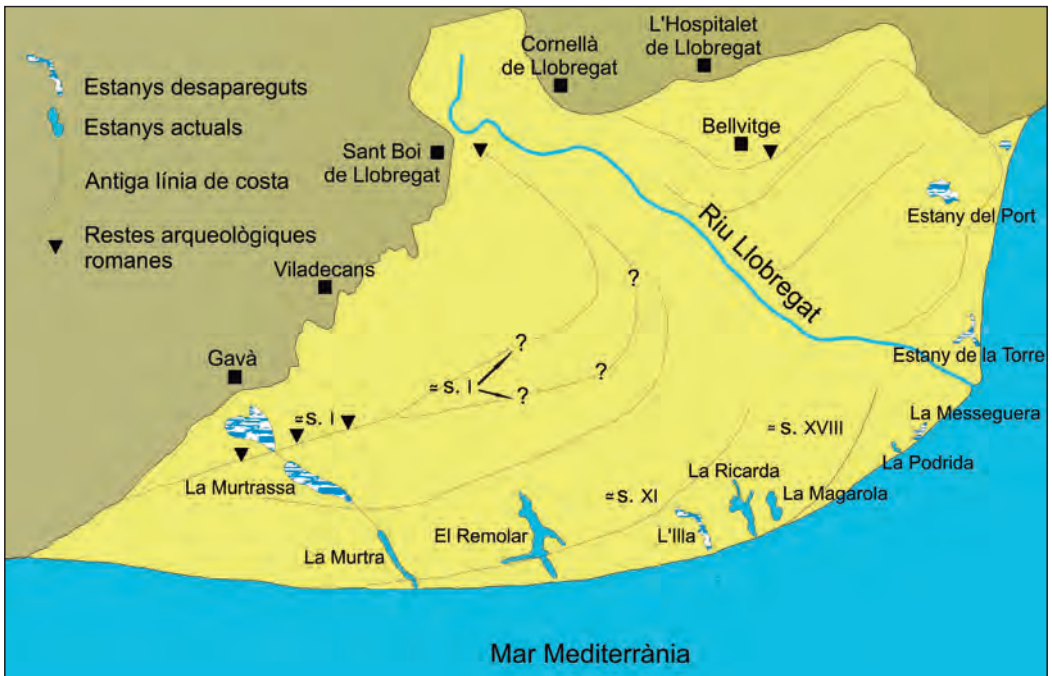 Estanys desapareguts
Estanys actuals
Antiga línia de costa
Restes arqueològiques
romanes
Cornellà
de Llobregat
L'Hospitalet
de Llobregat
Sant Boi
de Llobregat
Bellvitge
Estany del Port
Riu Llobregat
Viladecans
?
?
?
?
≈ s. I
Gavà
Estany de la Torre
≈ s. I
La Messeguera
≈ s. XVIII
La Podrida
La Murtrassa
La Ricarda
La Magarola
≈ s. XI
El Remolar
L'Illa
La Murtra
Mar Mediterrània